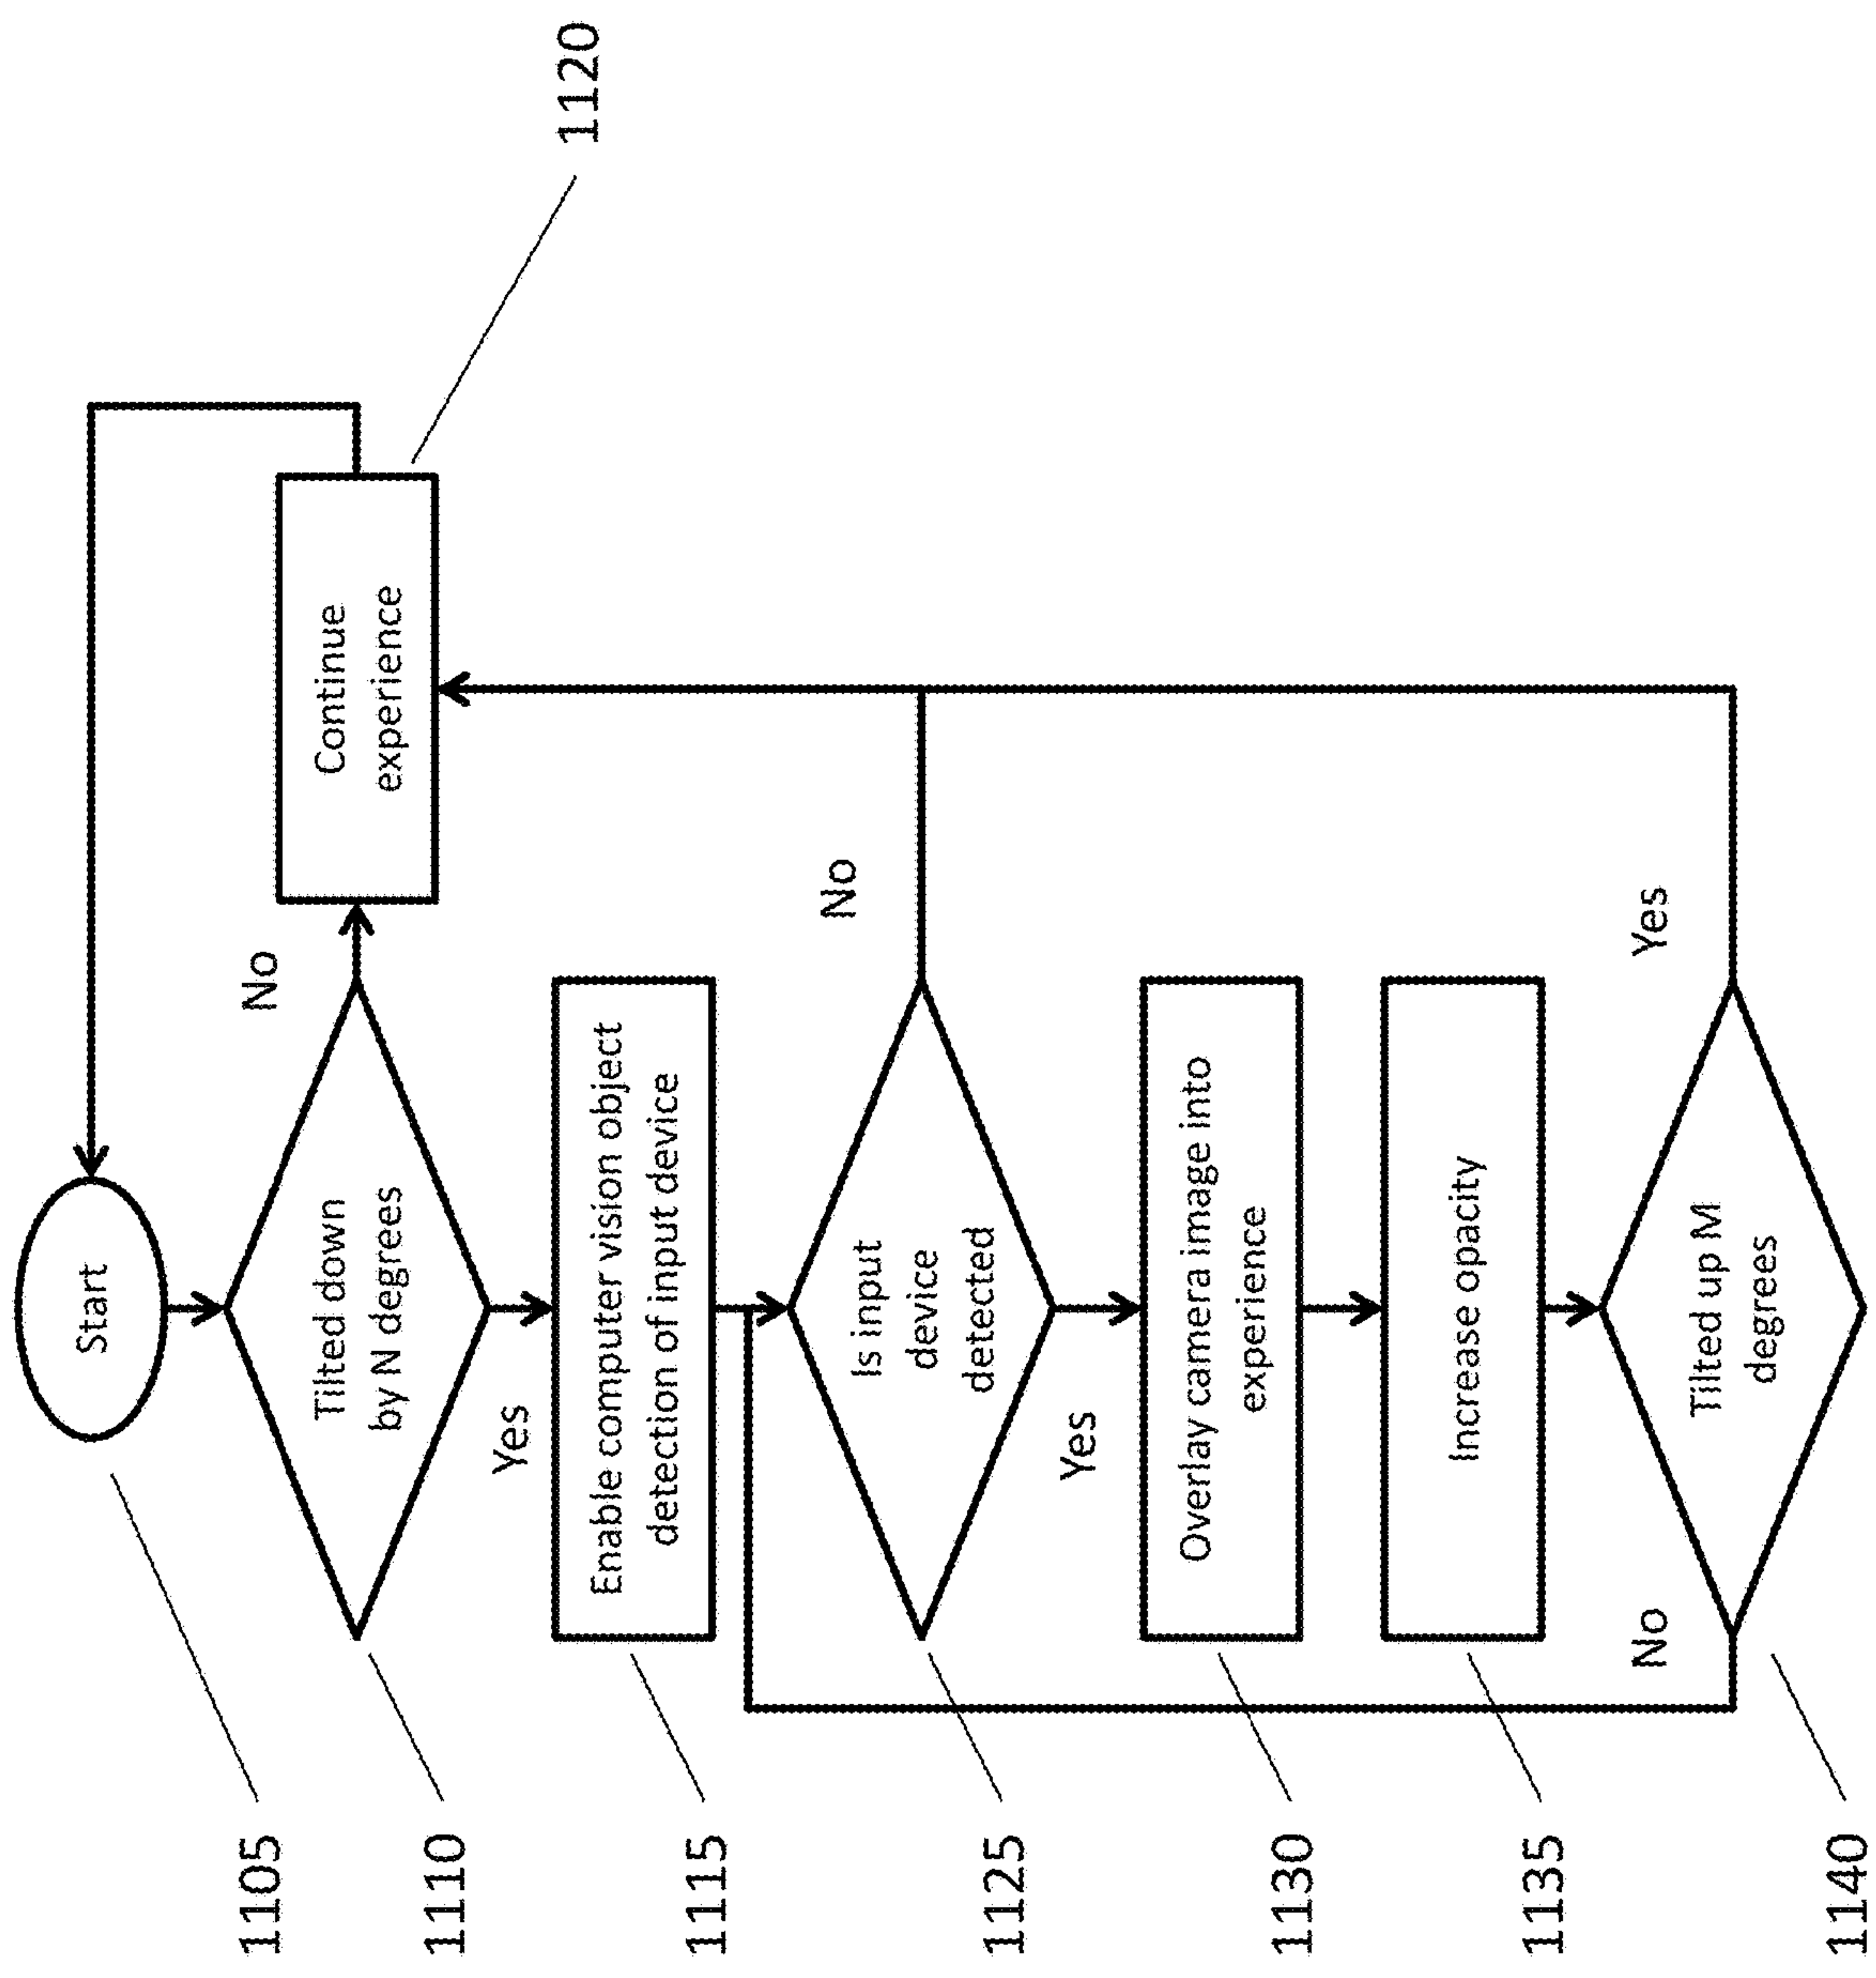 Start
1105
Tilted down
by N degrees
1110
No
Continue
experience
1120
Yes
Enable computer vision object
detection of input device
1115
Is input
device
detected
1125
No
Yes
Overlay camera image into
experience
1130
Increase opacity
1135
Tilted up M
degrees
1140
No
Yes